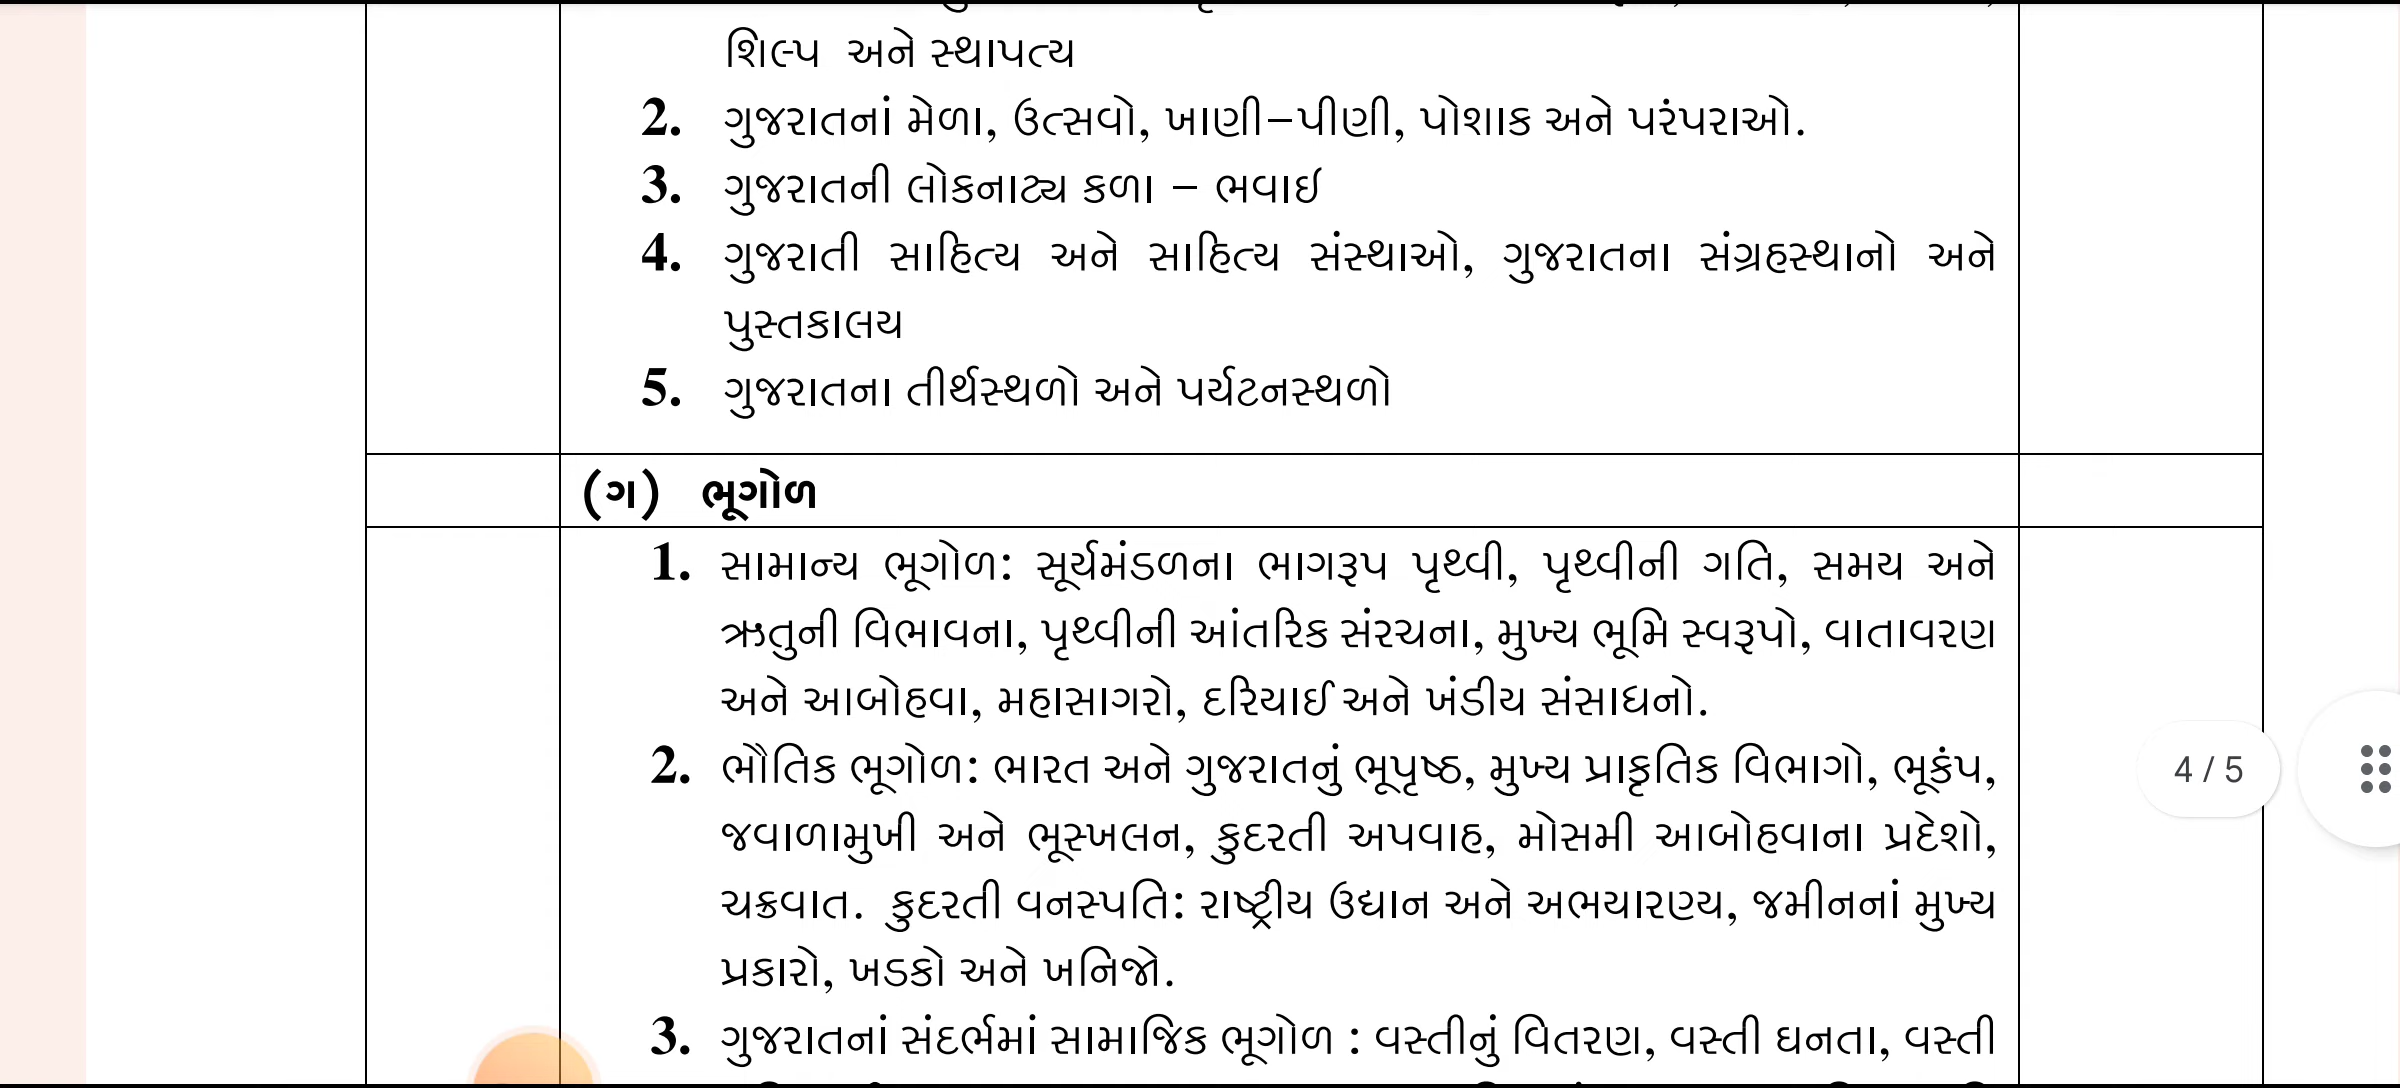 શિલ્પ અને સ્થાપત્ય
2. ગુજરાતનાં મેળા, ઉત્સવો, ખાણી–પીણી, પોશાક અને પરંપરાઓ.
3. ગુજરાતની લોકનાટ્ય કળા – ભવાઈ
4. ગુજરાતી સાહિત્ય અને સાહિત્ય સંસ્થાઓ, ગુજરાતના સંગ્રહસ્થાનો અને
પુસ્તકાલય
5. ગુજરાતના તીર્થસ્થળો અને પર્યટનસ્થળો
(ગ) ભૂગોળ
1. સામાન્ય ભૂગોળ: સૂર્યમંડળના ભાગરૂપ પૃથ્વી, પૃથ્વીની ગતિ, સમય અને
ઋતુની વિભાવના, પૃથ્વીની આંતરિક સંરચના, મુખ્ય ભૂમિ સ્વરૂપો, વાતાવરણ
અને આબોહવા, મહાસાગરો, દરિયાઈ અને ખંડીય સંસાધનો.
2. ભૌતિક ભૂગોળ: ભારત અને ગુજરાતનું ભૂપૃષ્ઠ, મુખ્ય પ્રાકૃતિક વિભાગો, ભૂકંપ,
જવાળામુખી અને ભૂસ્ખલન, કુદરતી અપવાહ, મોસમી આબોહવાના પ્રદેશો,
4 / 5
ચક્રવાત. કુદરતી વનસ્પતિ: રાષ્ટ્રીય ઉદ્યાન અને અભયારણ્ય, જમીનનાં મુખ્ય
પ્રકારો, ખડકો અને ખનિજો.
3. ગુજરાતનાં સંદર્ભમાં સામાજિક ભૂગોળ : વસ્તીનું વિતરણ, વસ્તી ઘનતા, વસ્તી